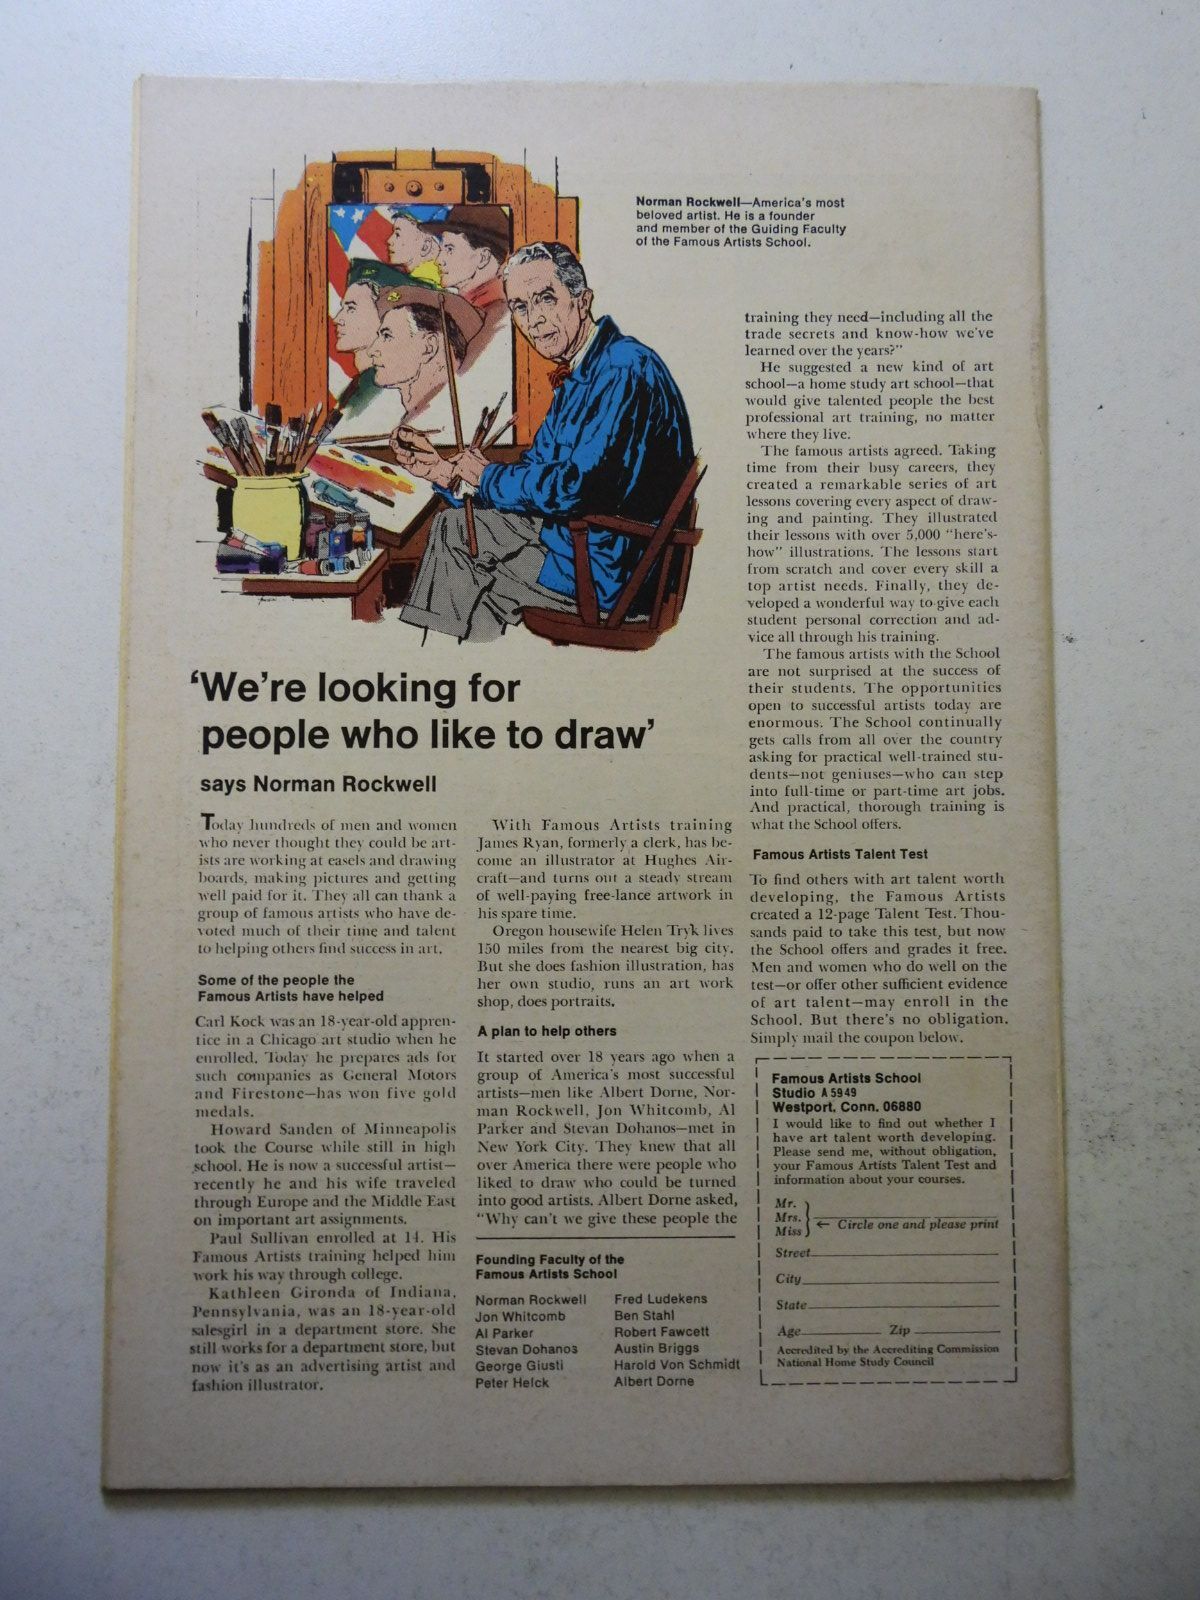 Norman Rockwell—America's most
beloved artist. He is a founder
and member of the Guiding Faculty
of the Famous Artists School.
'We're looking for
people who like to draw'
says Norman Rockwell
Today hundreds of men and women
who never thought they could be art-
ists are working at easels and drawing
boards, making pictures and getting
well paid for it. They all can thank a
group of famous artists who have de-
voted much of their time and talent
to helping others find success in art.
Some of the people the
Famous Artists have helped
Carl Kock was an 18-year-old appren-
tice in a Chicago art studio when he
enrolled. Today he prepares ads for
such companies as General Motors
and Firestone—has won five gold
medals.
Howard Sanden of Minneapolis
took the Course while still in high
school. He is now a successful artist—
recently he and his wife traveled
through Europe and the Middle East
on important art assignments.
Paul Sullivan enrolled at 14. His
Famous Artists training helped him
work his way through college.
Kathleen Gironda of Indiana,
Pennsylvania, was an 18-year-old
salesgirl in a department store. She
still works for a department store, but
now it's as an advertising artist and
fashion illustrator.
With Famous Artists training
James Ryan, formerly a clerk, has be-
come an illustrator at Hughes Air-
craft—and turns out a steady stream
of well-paying free-lance artwork in
his spare time.
Oregon housewife Helen Tryk lives
150 miles from the nearest big city.
But she does fashion illustration, has
her own studio, runs an art work
shop, does portraits.
A plan to help others
It started over 18 years ago when a
group of America's most successful
artists—men like Albert Dorne, Nor-
man Rockwell, Jon Whitcomb, Al
Parker and Stevan Dohanos—met in
New York City. They knew that all
over America there were people who
liked to draw who could be turned
into good artists. Albert Dorne asked,
"Why can't we give these people the
Founding Faculty of the
Famous Artists School
Norman Rockwell
Jon Whitcomb
Al Parker
Stevan Dohanos
George Giusti
Peter Helck
Fred Ludekens
Ben Stahl
Robert Fawcett
Austin Briggs
Harold Von Schmidt
Albert Dorne
training they need—including all the
trade secrets and know-how we've
learned over the years?"
He suggested a new kind of art
school—a home study art school—that
would give talented people the best
professional art training, no matter
where they live.
The famous artists agreed. Taking
time from their busy careers, they
created a remarkable series of art
lessons covering every aspect of draw-
ing and painting. They illustrated
their lessons with over 5,000 "here's-
how" illustrations. The lessons start
from scratch and cover every skill a
top artist needs. Finally, they de-
veloped a wonderful way to give each
student personal correction and ad-
vice all through his training.
The famous artists with the School
are not surprised at the success of
their students. The opportunities
open to successful artists today are
enormous. The School continually
gets calls from all over the country
asking for practical well-trained stu-
dents—not geniuses—who can step
into full-time or part-time art jobs.
And practical, thorough training is
what the School offers.
Famous Artists Talent Test
To find others with art talent worth
developing, the Famous Artists
created a 12-page Talent Test. Thou-
sands paid to take this test, but now
the School offers and grades it free.
Men and women who do well on the
test—or offer other sufficient evidence
of art talent—may enroll in the
School. But there's no obligation.
Simply mail the coupon below.
Famous Artists School
Studio A5949
Westport, Conn. 06880
I would like to find out whether I
have art talent worth developing.
Please send me, without obligation,
your Famous Artists Talent Test and
information about your courses.
Mr.
Mrs.
Miss
← Circle one and please print
Street
City
State
Age Zip
Accredited by the Accrediting Commission
National Home Study Council